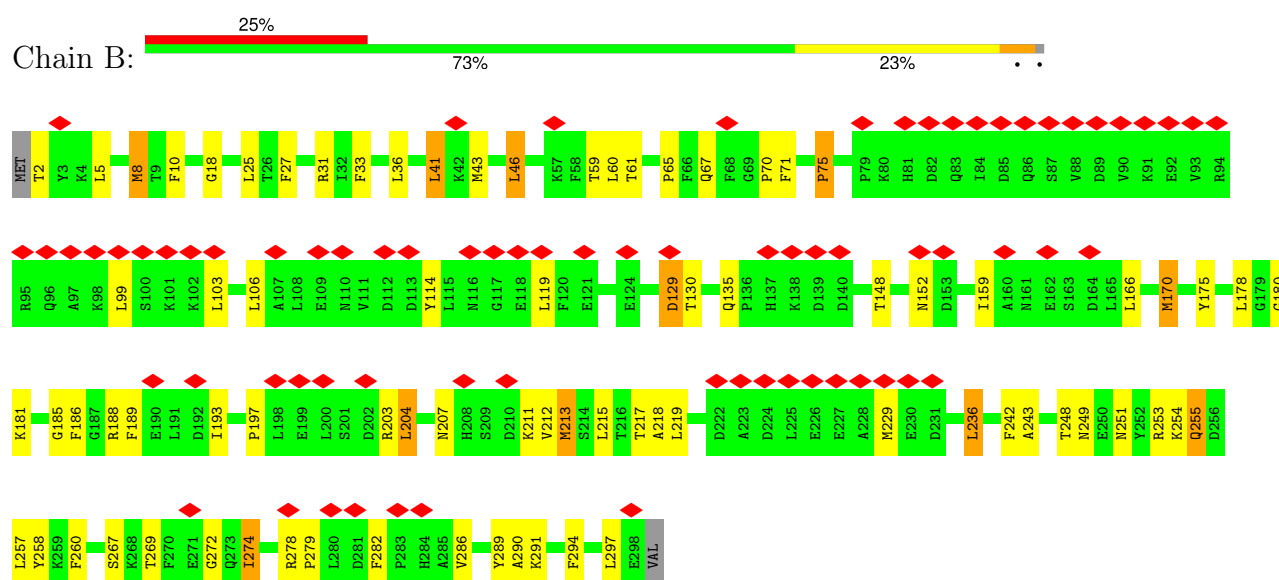 25%
Chain B:
73% 23% • •
MET T2 Y3 K4 L5 M8 T9 F10 G18 L25 T26 F27 R31 I32 F33 L36 L41 K42 M43 L46 K57 F58 T59 L60 T61 P65 F66 Q67 F68 G69 P70 F71 P75 P79 K80 H81 D82 Q83 I84 D85 Q86 S87 V88 D89 V90 K91 E92 V93 R94
R95 Q96 A97 K98 L99 S100 K101 K102 L103 L106 A107 L108 E109 N110 V111 D112 D113 Y114 L115 N116 G117 E118 L119 F120 E121 E124 D129 T130 Q135 P136 H137 K138 D139 D140 T148 N152 D153 I159 A160 N161 E162 S163 D164 L165 L166 M170 Y175 L178 G179 G180
K181 G185 F186 G187 R188 F189 E190 L191 D192 I193 P197 L198 E199 L200 S201 D202 R203 L204 N207 H208 S209 D210 K211 V212 M213 S214 L215 T216 T217 A218 L219 D222 A223 D224 L225 E226 E227 A228 M229 E230 D231 L236 F242 A243 T248 N249 E250 N251 Y252 R253 K254 Q255 D256
L257 Y258 K259 F260 S267 K268 T269 F270 E271 G272 Q273 I274 R278 P279 L280 D281 F282 P283 H284 A285 V286 Y289 A290 K291 F294 L297 E298 VAL